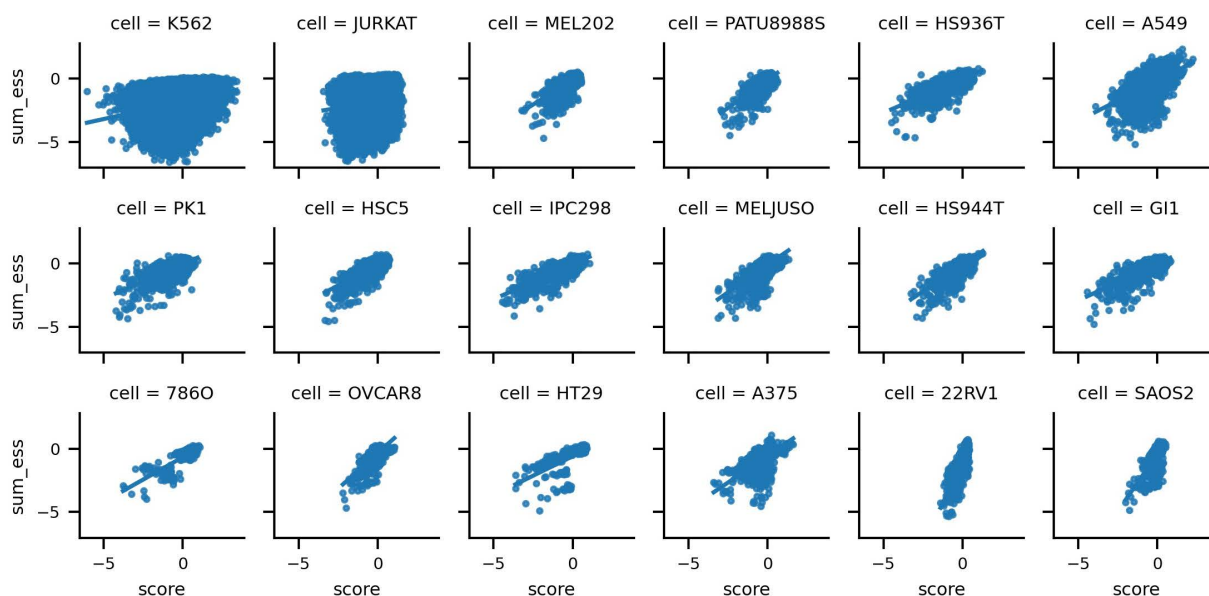 cell = K562 cell = JURKAT cell = MEL202 cell = PATU8988S cell = HS936T cell = A549
0
sum_ess
−5
cell = PK1 cell = HSC5 cell = IPC298 cell = MELJUSO cell = HS944T cell = GI1
0
sum_ess
−5
cell = 786O cell = OVCAR8 cell = HT29 cell = A375 cell = 22RV1 cell = SAOS2
0
sum_ess
−5
−5 0 −5 0 −5 0 −5 0 −5 0 −5 0
score score score score score score